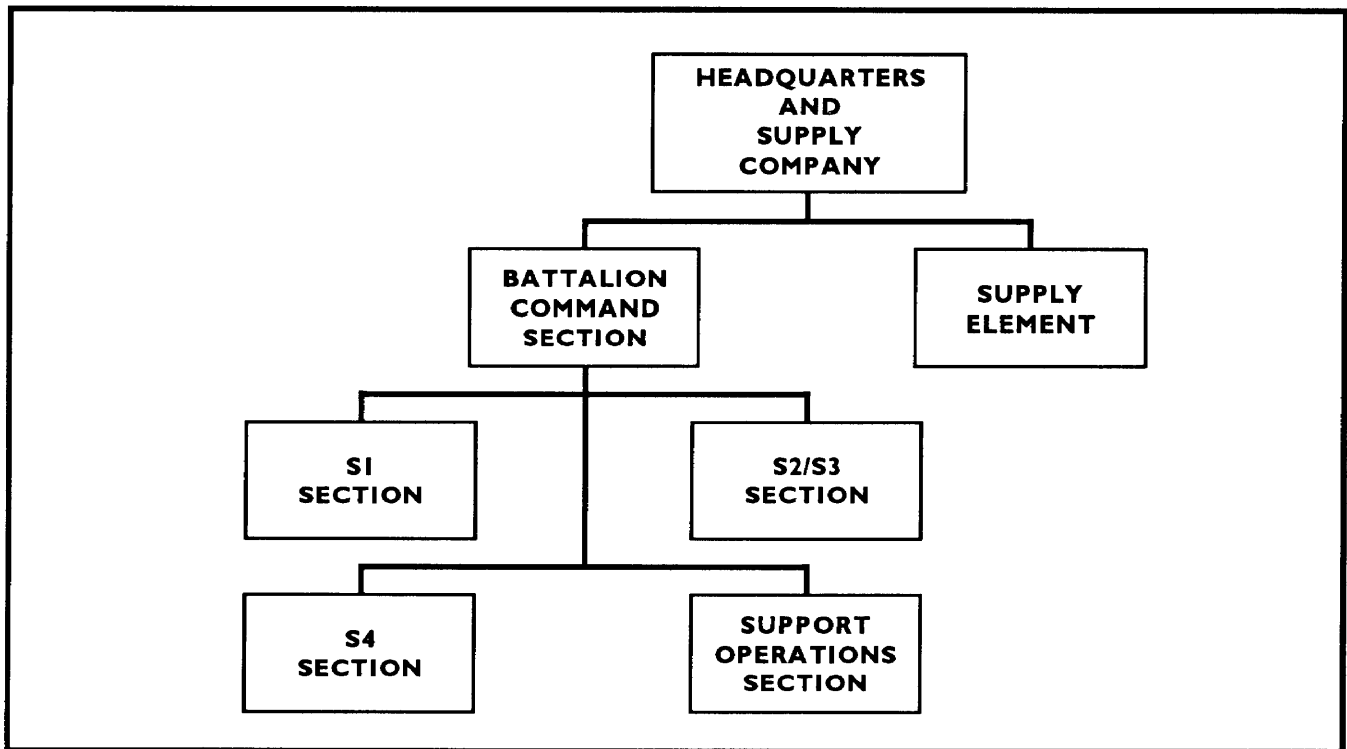 HEADQUARTERS
AND
SUPPLY
COMPANY
BATTALION
COMMAND
SECTION
SUPPLY
ELEMENT
S1
SECTION
S2/S3
SECTION
S4
SECTION
SUPPORT
OPERATIONS
SECTION